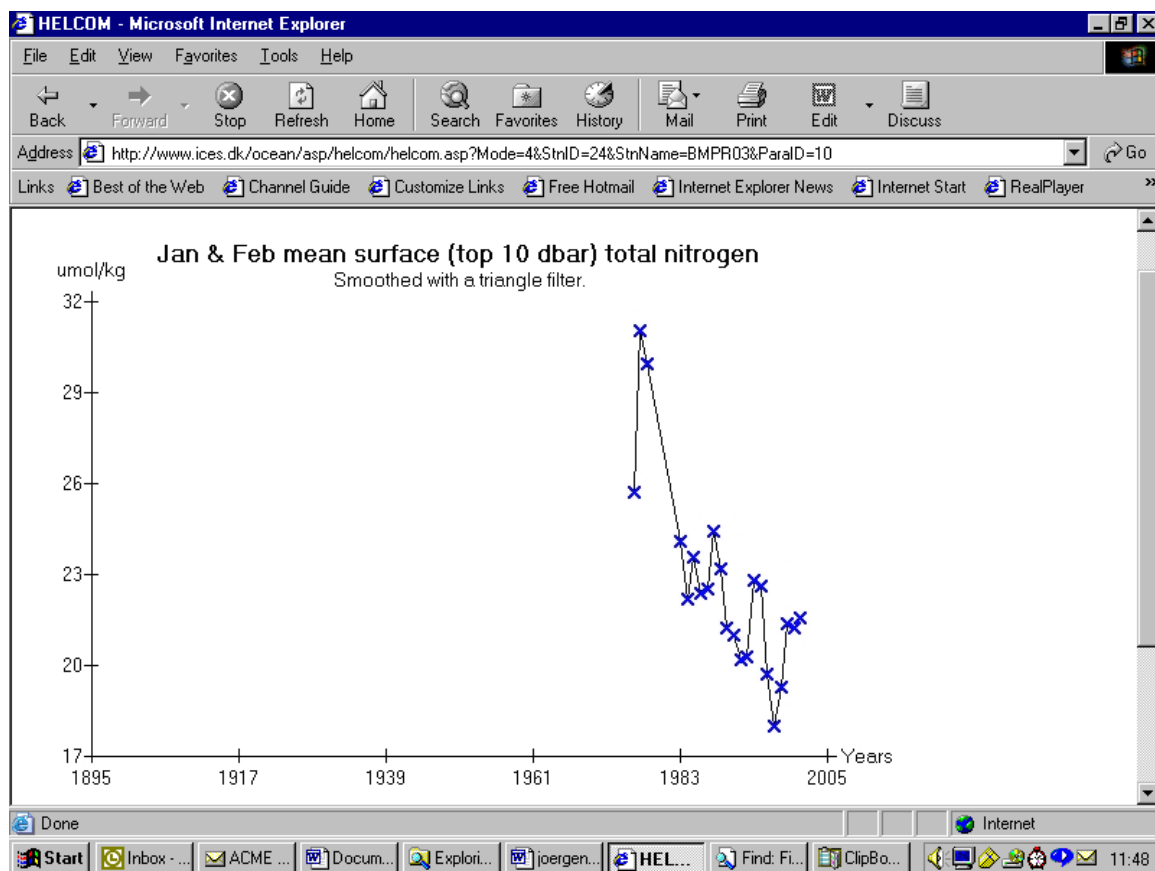 HELCOM - Microsoft Internet Explorer
File Edit View Favorites Tools Help
Back Forward Stop Refresh Home Search Favorites History Mail Print Edit Discuss
Address http://www.ices.dk/ocean/asp/helcom/helcom.asp?Mode=4&StnID=24&StnName=BMPR03&ParaID=10 Go
Links Best of the Web Channel Guide Customize Links Free Hotmail Internet Explorer News Internet Start RealPlayer »
Jan & Feb mean surface (top 10 dbar) total nitrogen
umol/kg
Smoothed with a triangle filter.
32
29
26
23
20
17
Years
1895 1917 1939 1961 1983 2005
Done Internet
Start Inbox - ... ACME ... Docum... Explori... joergen... HEL... Find: Fi... ClipBo... 11:48